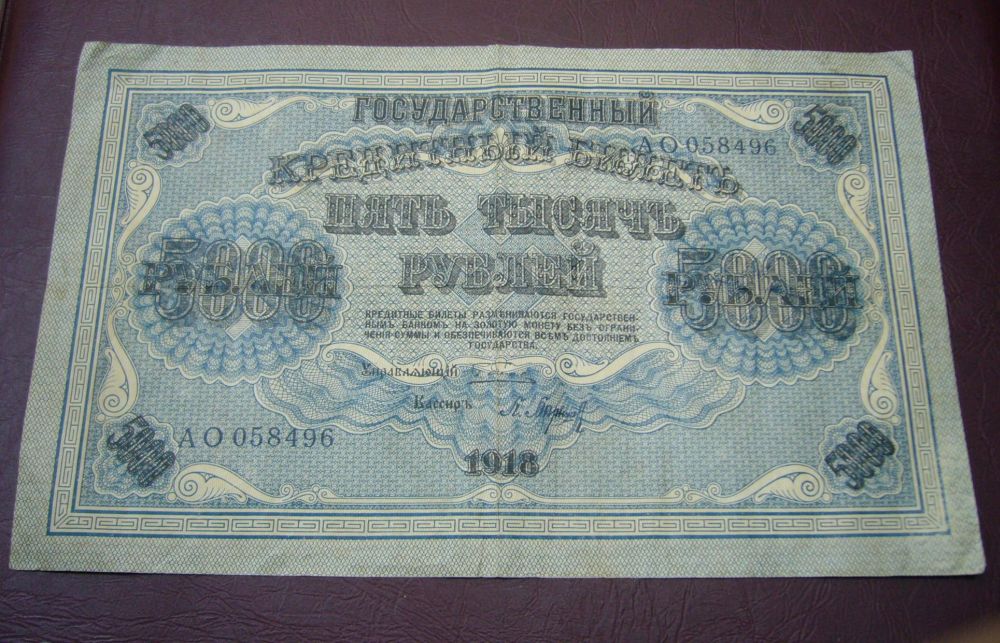 5000
ГОСУДАРСТВЕННЫЙ
5000
КРЕДИТНЫЙ БИЛЕТЪ
АО 058496
ПЯТЬ ТЫСЯЧЪ
РУБЛЕЙ
5000
РУБЛЕЙ
5000
РУБЛЕЙ
КРЕДИТНЫЕ БИЛЕТЫ РАЗМѢНИВАЮТСЯ ГОСУДАРСТВЕН-
НЫМЪ БАНКОМЪ НА ЗОЛОТУЮ МОНЕТУ БЕЗЪ ОГРАНИ-
ЧЕНІЯ СУММЫ И ОБЕЗПЕЧИВАЮТСЯ ВСѢМЪ ДОСТОЯНІЕМЪ
ГОСУДАРСТВА.
Управляющій
Кассиръ
5000
АО 058496
1918
5000